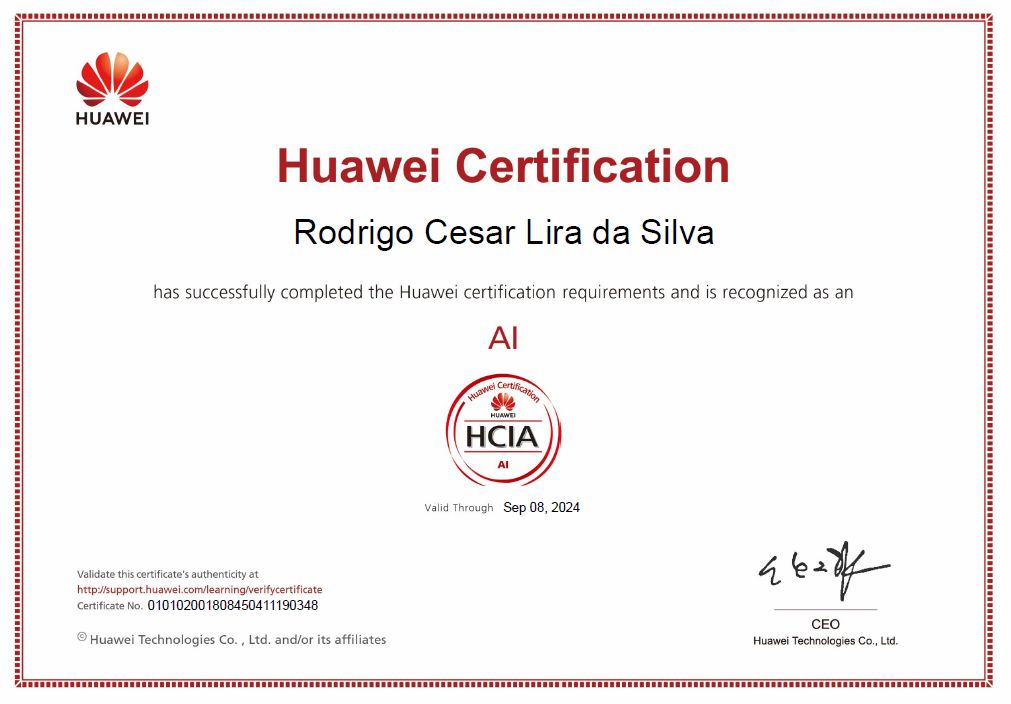 HUAWEI
Huawei Certification
Rodrigo Cesar Lira da Silva
has successfully completed the Huawei certification requirements and is recognized as an
AI
Huawei Certification
HUAWEI
HCIA
AI
Valid Through Sep 08, 2024
Validate this certificate's authenticity at
http://support.huawei.com/learning/verifycertificate
Certificate No. 010102001808450411190348
© Huawei Technologies Co. , Ltd. and/or its affiliates
CEO
Huawei Technologies Co., Ltd.